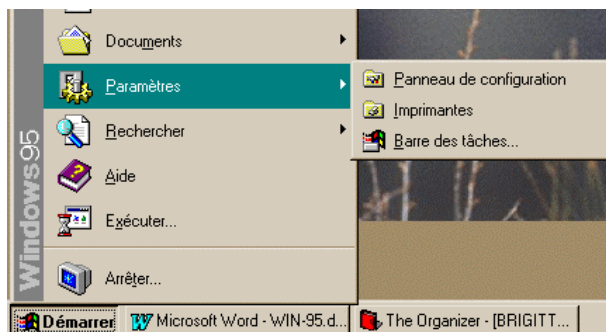 Documents
Paramètres
Rechercher
Aide
Exécuter...
Arrêter...
Windows95
Panneau de configuration
Imprimantes
Barre des tâches...
Démarrer
Microsoft Word - WIN-95.d...
The Organizer - [BRIGITT...